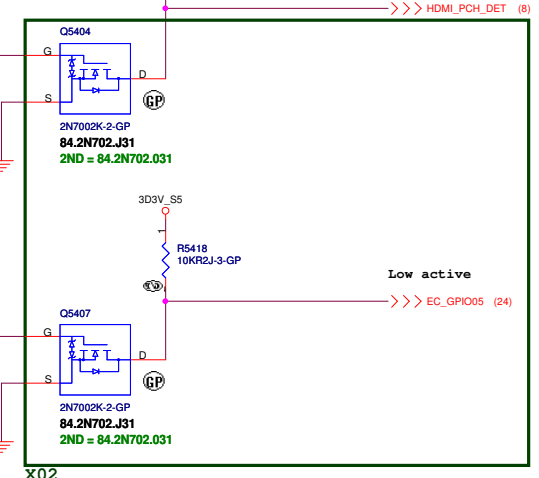 HDMI_PCH_DET (8)
Q5404
G
D
S
GP
2N7002K-2-GP
84.2N702.J31
2ND = 84.2N702.031
3D3V_S5
1
R5418
10KR2J-3-GP
Low active
EC_GPIO05 (24)
Q5407
G
D
GP
S
2N7002K-2-GP
84.2N702.J31
2ND = 84.2N702.031
X02